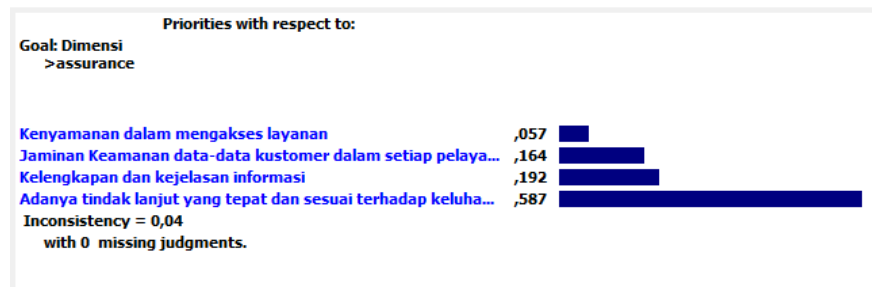 Priorities with respect to:
Goal: Dimensi
>assurance
Kenyamanan dalam mengakses layanan ,057
Jaminan Keamanan data-data kustomer dalam setiap pelaya... ,164
Kelengkapan dan kejelasan informasi ,192
Adanya tindak lanjut yang tepat dan sesuai terhadap keluha... ,587
Inconsistency = 0,04
with 0 missing judgments.